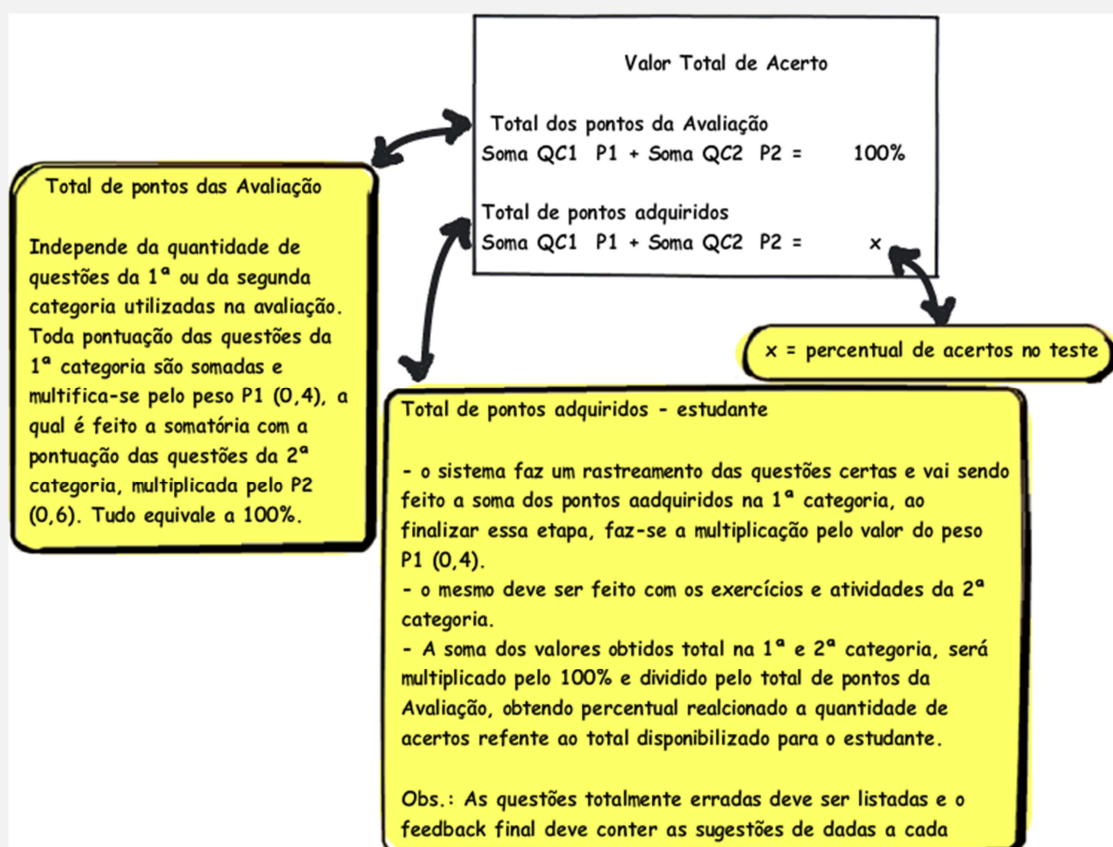 Valor Total de Acerto
Total dos pontos da Avaliação
Soma QC1 P1 + Soma QC2 P2 = 100%
Total de pontos adquiridos
Soma QC1 P1 + Soma QC2 P2 = x
Total de pontos das Avaliação
Independe da quantidade de
questões da 1ª ou da segunda
categoria utilizadas na avaliação.
Toda pontuação das questões da
1ª categoria são somadas e
multifica-se pelo peso P1 (0,4), a
qual é feito a somatória com a
pontuação das questões da 2ª
categoria, multiplicada pelo P2
(0,6). Tudo equivale a 100%.
x = percentual de acertos no teste
Total de pontos adquiridos - estudante
- o sistema faz um rastreamento das questões certas e vai sendo
feito a soma dos pontos aadquiridos na 1ª categoria, ao
finalizar essa etapa, faz-se a multiplicação pelo valor do peso
P1 (0,4).
- o mesmo deve ser feito com os exercícios e atividades da 2ª
categoria.
- A soma dos valores obtidos total na 1ª e 2ª categoria, será
multiplicado pelo 100% e dividido pelo total de pontos da
Avaliação, obtendo percentual realcionado a quantidade de
acertos refente ao total disponibilizado para o estudante.
Obs.: As questões totalmente erradas deve ser listadas e o
feedback final deve conter as sugestões de dadas a cada